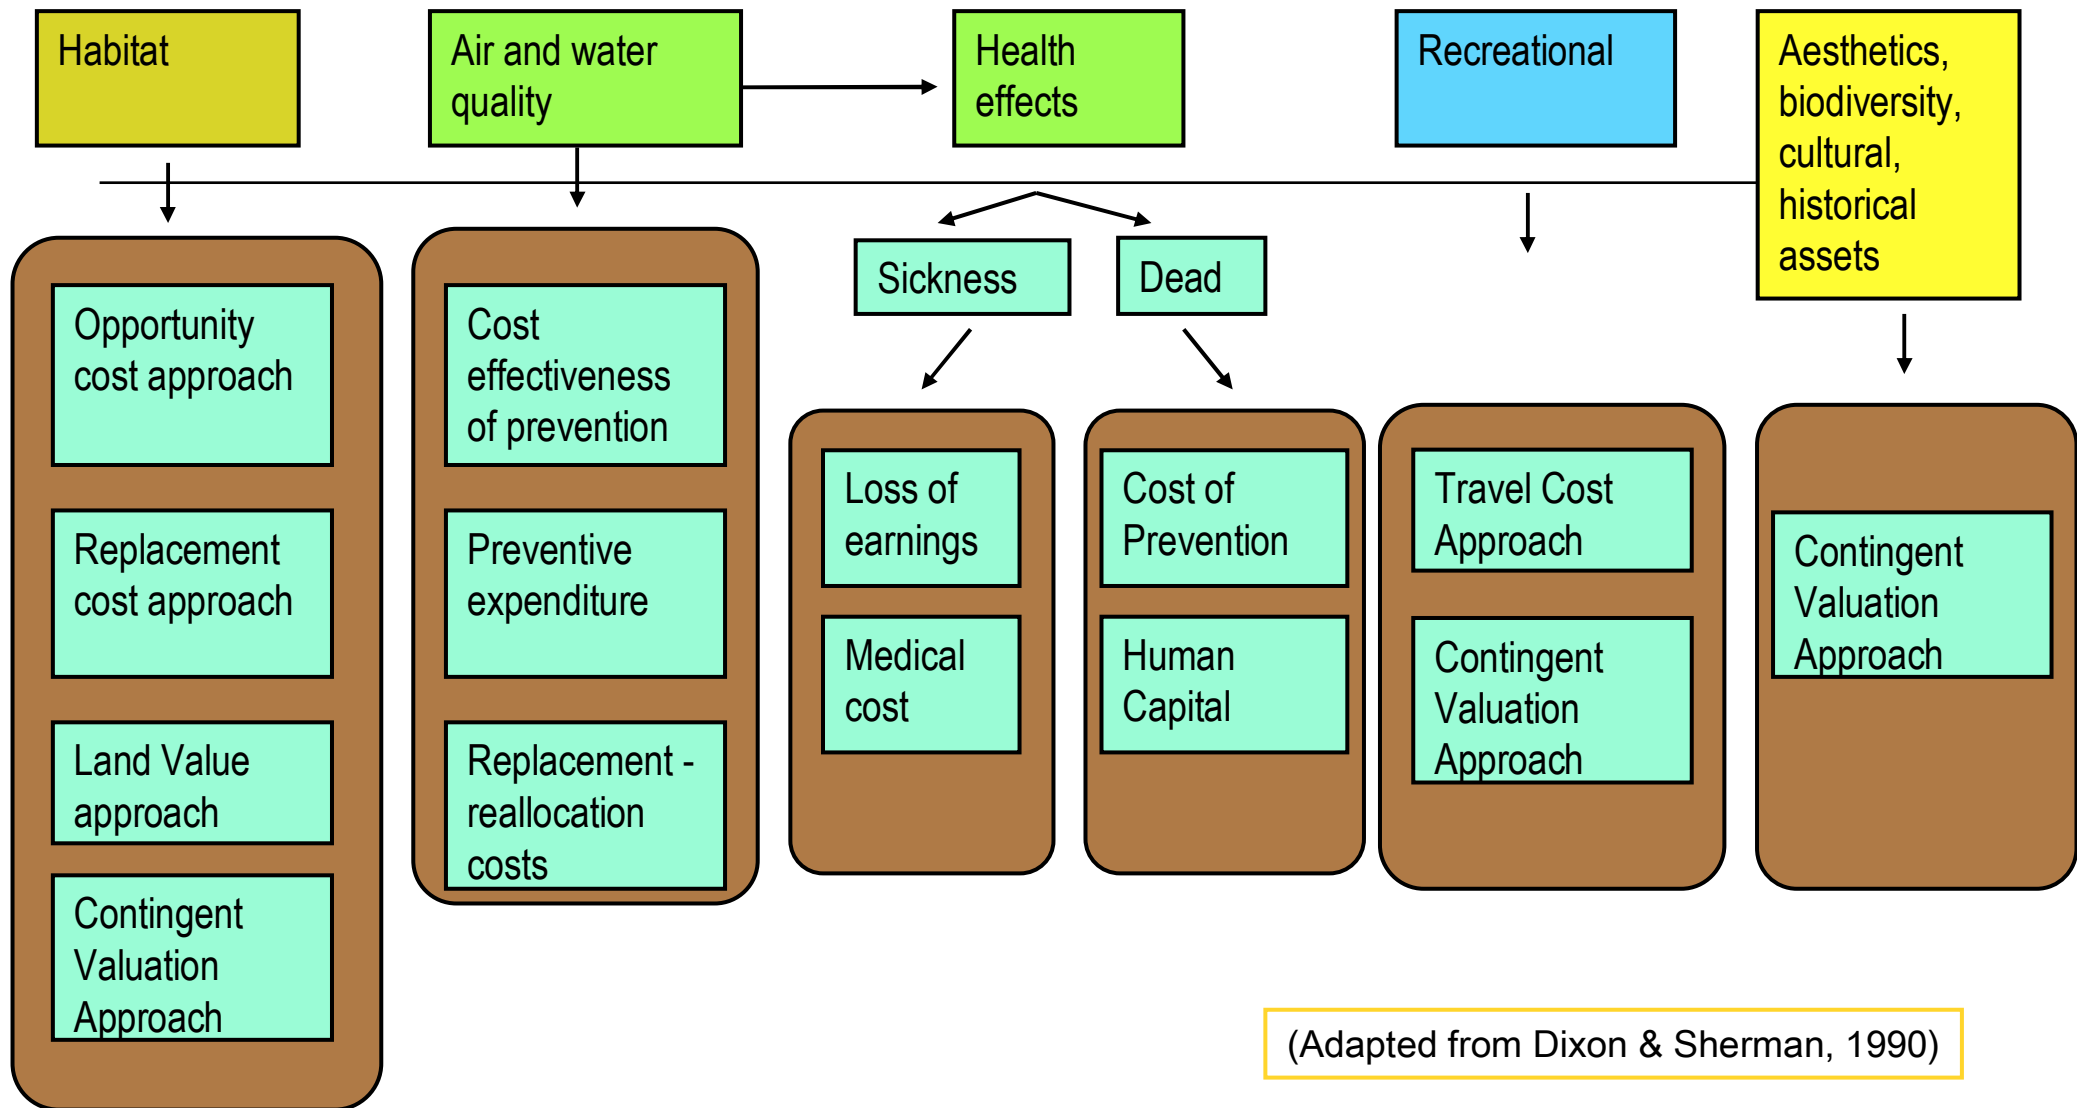 Habitat
Air and water
quality
Health
effects
Recreational
Aesthetics,
biodiversity,
cultural,
historical
assets
Sickness
Dead
Opportunity
cost approach
Replacement
cost approach
Land Value
approach
Contingent
Valuation
Approach
Cost
effectiveness
of prevention
Preventive
expenditure
Replacement -
reallocation
costs
Loss of
earnings
Medical
cost
Cost of
Prevention
Human
Capital
Travel Cost
Approach
Contingent
Valuation
Approach
Contingent
Valuation
Approach
(Adapted from Dixon & Sherman, 1990)